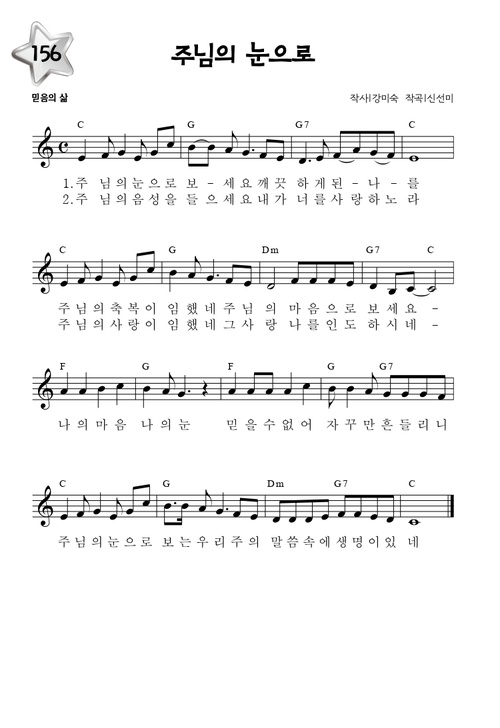 156
주님의 눈으로
믿음의 삶
작사|강미숙 작곡|신선미
C G G7 C
1.주 님의눈으로 보-세요깨끗 하게된-나-를
2.주 님의음성을 들으세요내가 너를사랑하노라
C G Dm G7 C
주님의축복이임했네주님의 마음으로보세요-
주님의사랑이임했네그사랑 나를인도하시네-
F G F G G7
나의마음 나의눈 믿을수없어 자꾸만흔들리니
C G Dm G7 C
주님의눈으로 보는우리주의 말씀속에생명이있네